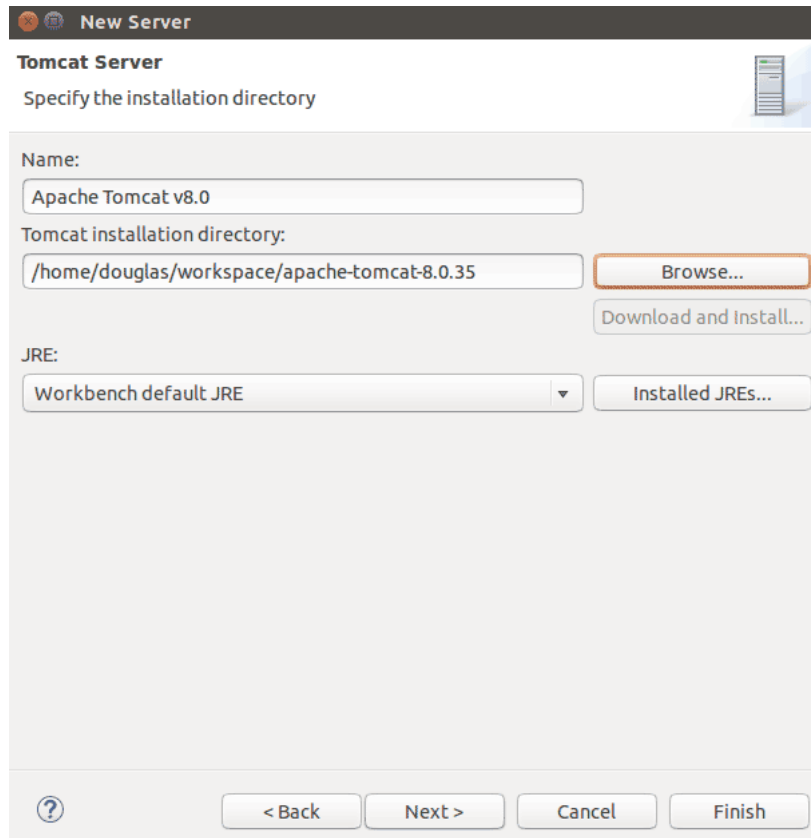 New Server
Tomcat Server
Specify the installation directory
Name:
Apache Tomcat v8.0
Tomcat installation directory:
/home/douglas/workspace/apache-tomcat-8.0.35
Browse...
Download and Install...
JRE:
Workbench default JRE
Installed JREs...
?
< Back
Next >
Cancel
Finish